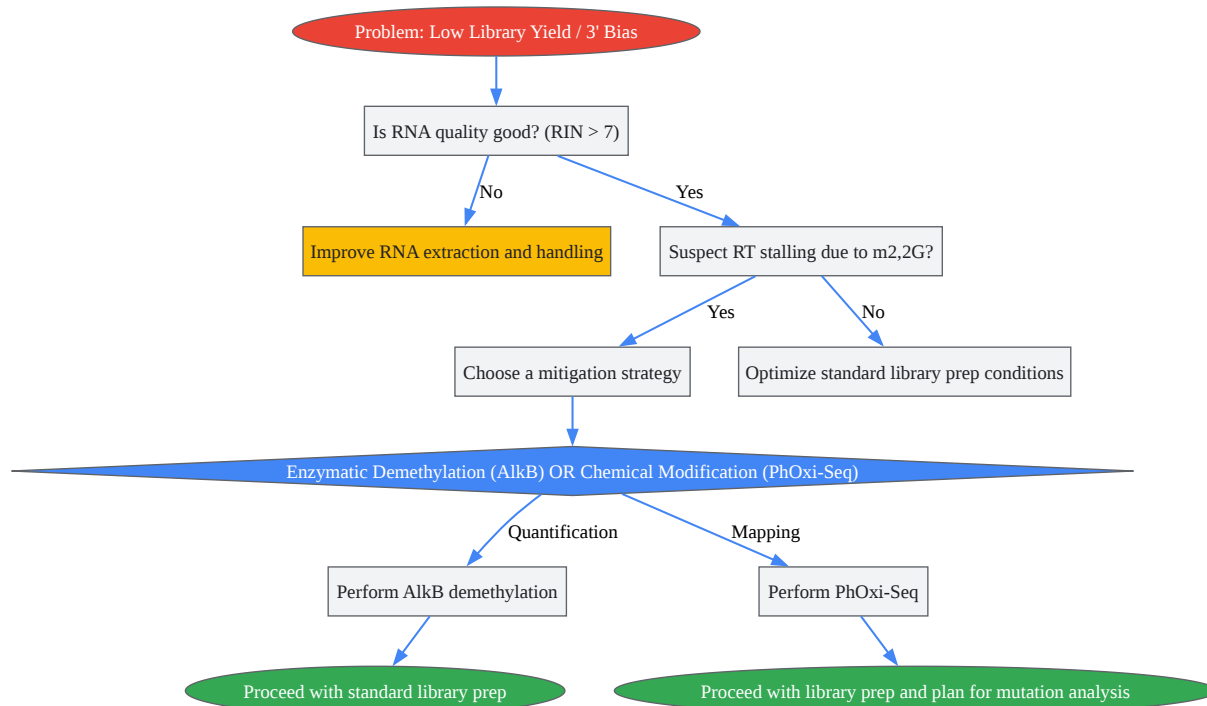 Problem: Low Library Yield / 3' Bias
Is RNA quality good? (RIN > 7)
No
Yes
Improve RNA extraction and handling
Suspect RT stalling due to m2,2G?
Yes
No
Choose a mitigation strategy
Optimize standard library prep conditions
Enzymatic Demethylation (AlkB) OR Chemical Modification (PhOxi-Seq)
Quantification
Mapping
Perform AlkB demethylation
Perform PhOxi-Seq
Proceed with standard library prep
Proceed with library prep and plan for mutation analysis